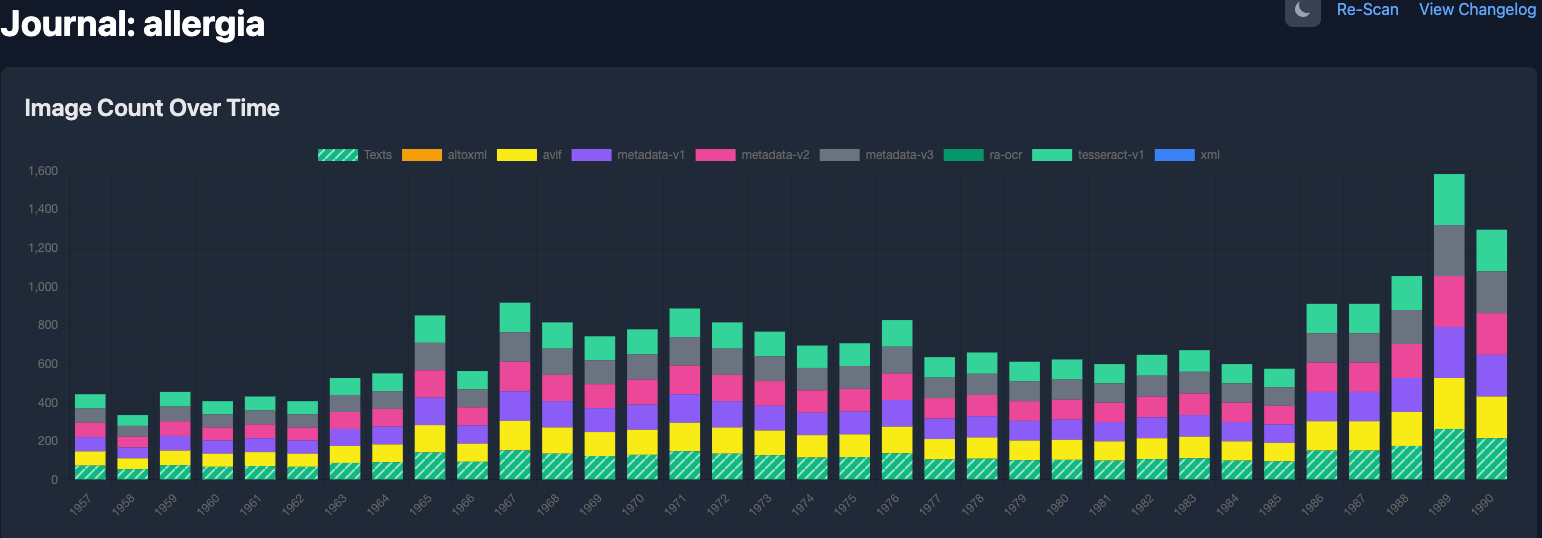 Journal: allergia
Re-Scan View Changelog
Image Count Over Time
Texts altoxml avif metadata-v1 metadata-v2 metadata-v3 ra-ocr tesseract-v1 xml
1,600
1,400
1,200
1,000
800
600
400
200
0
1957 1958 1959 1960 1961 1962 1963 1964 1965 1966 1967 1968 1969 1970 1971 1972 1973 1974 1975 1976 1977 1978 1979 1980 1981 1982 1983 1984 1985 1986 1987 1988 1989 1990